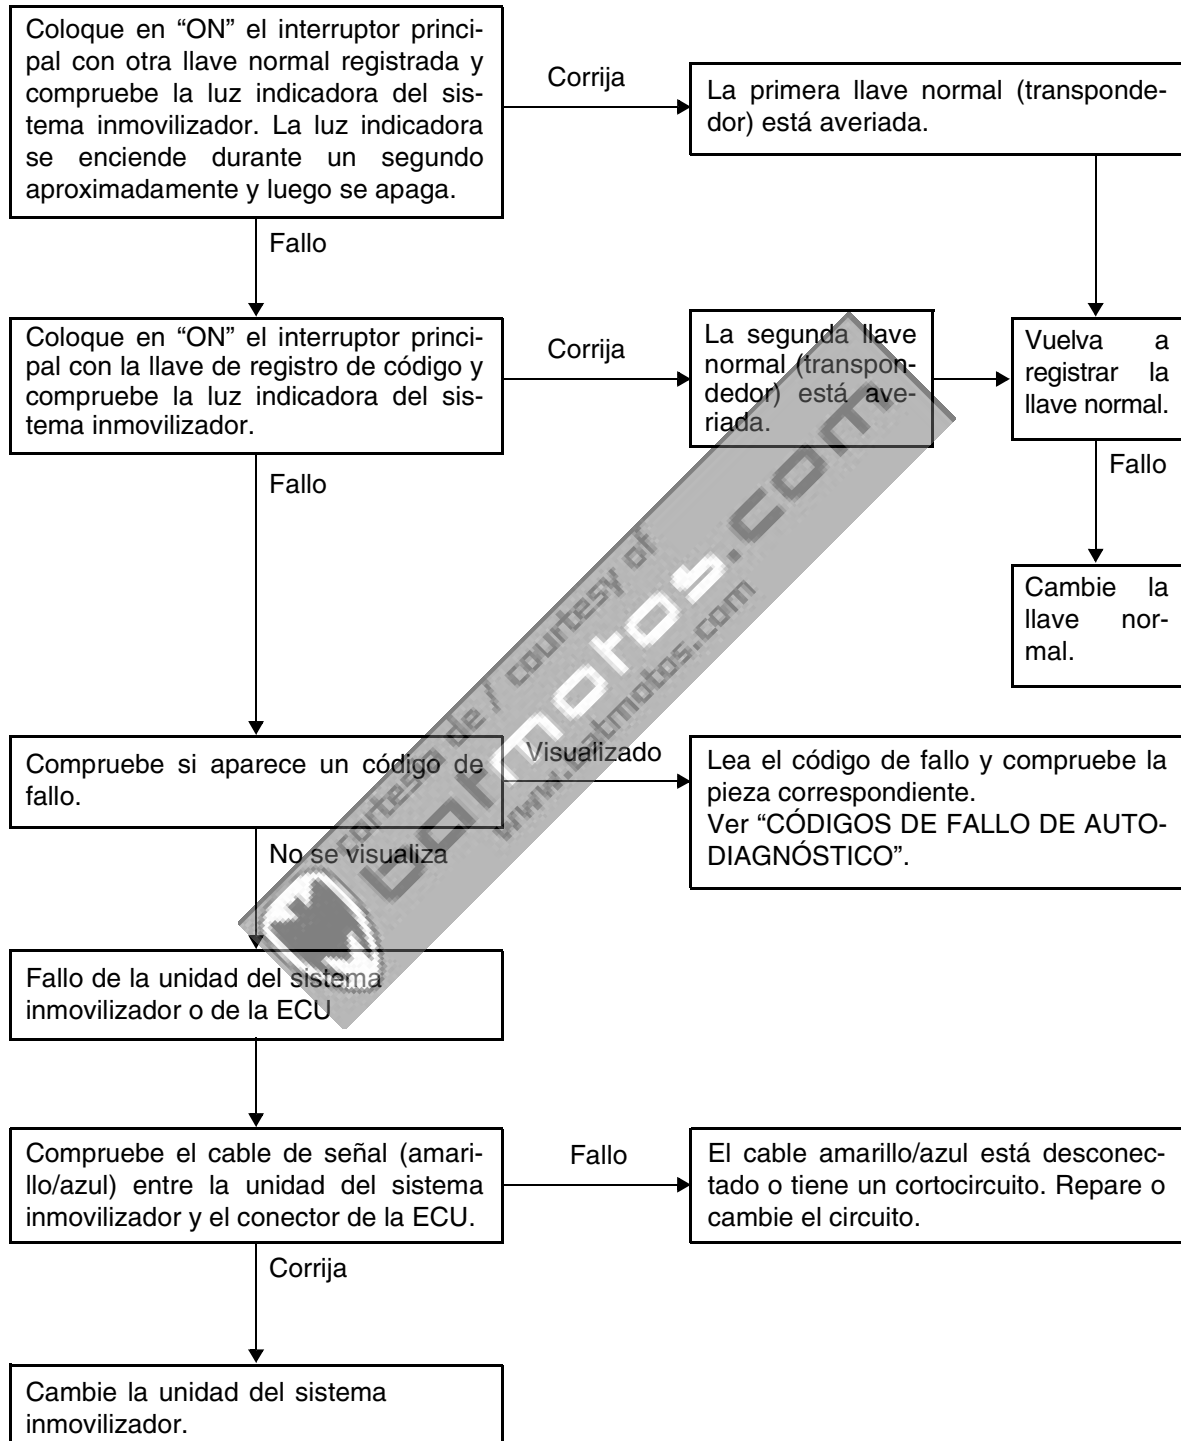 Coloque en “ON” el interruptor princi-
pal con otra llave normal registrada y
compruebe la luz indicadora del sis-
tema inmovilizador. La luz indicadora
se enciende durante un segundo
aproximadamente y luego se apaga.
Corrija
La primera llave normal (transponde-
dor) está averiada.
Fallo
Coloque en “ON” el interruptor princi-
pal con la llave de registro de código y
compruebe la luz indicadora del sis-
tema inmovilizador.
Corrija
La segunda llave
normal (transpon-
dedor) está ave-
riada.
Vuelva a
registrar la
llave normal.
Fallo
Cambie la
llave nor-
mal.
Fallo
Compruebe si aparece un código de
fallo.
Visualizado
Lea el código de fallo y compruebe la
pieza correspondiente.
Ver “CÓDIGOS DE FALLO DE AUTO-
DIAGNÓSTICO”.
No se visualiza
Fallo de la unidad del sistema
inmovilizador o de la ECU
Compruebe el cable de señal (amari-
llo/azul) entre la unidad del sistema
inmovilizador y el conector de la ECU.
Fallo
El cable amarillo/azul está desconec-
tado o tiene un cortocircuito. Repare o
cambie el circuito.
Corrija
Cambie la unidad del sistema
inmovilizador.
cortesia de / courtesy of
batmotos.com
www.batmotos.com